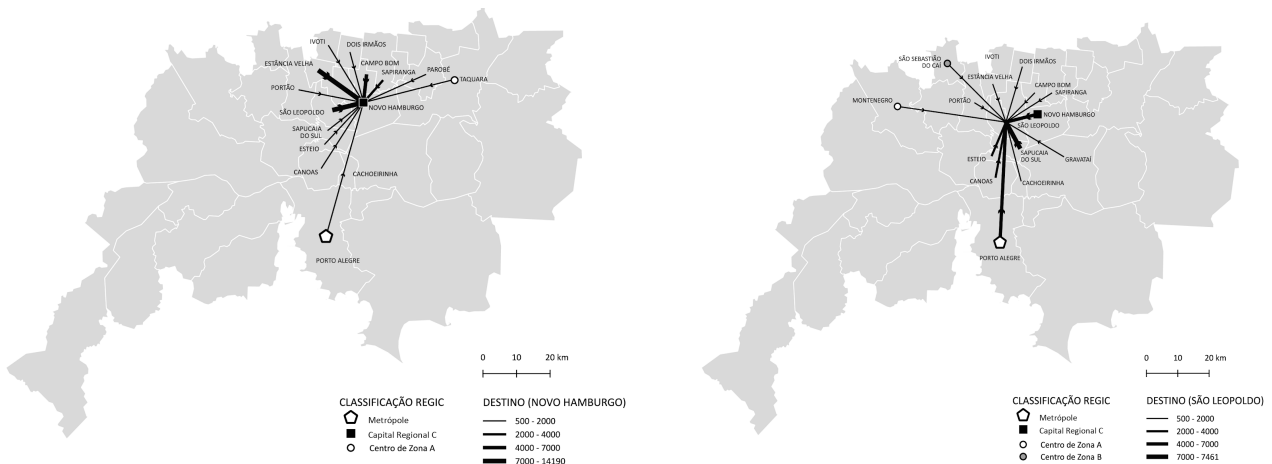 IVOTI
DOIS IRMÃOS
ESTÂNCIA VELHA
CAMPO BOM
SAPIRANGA
PAROBÉ
TAQUARA
PORTÃO
NOVO HAMBURGO
SÃO LEOPOLDO
SAPUCAIA
DO SUL
ESTEIO
CANOAS
CACHOEIRINHA
PORTO ALEGRE
0 10 20 km
CLASSIFICAÇÃO REGIC
Metrópole
Capital Regional C
Centro de Zona A
DESTINO (NOVO HAMBURGO)
500 - 2000
2000 - 4000
4000 - 7000
7000 - 14190
SÃO SEBASTIÃO
DO CAÍ
IVOTI
DOIS IRMÃOS
ESTÂNCIA VELHA
CAMPO BOM
SAPIRANGA
MONTENEGRO
PORTÃO
NOVO HAMBURGO
SÃO LEOPOLDO
SAPUCAIA
DO SUL
ESTEIO
GRAVATAÍ
CANOAS
CACHOEIRINHA
PORTO ALEGRE
0 10 20 km
CLASSIFICAÇÃO REGIC
Metrópole
Capital Regional C
Centro de Zona A
Centro de Zona B
DESTINO (SÃO LEOPOLDO)
500 - 2000
2000 - 4000
4000 - 7000
7000 - 7461